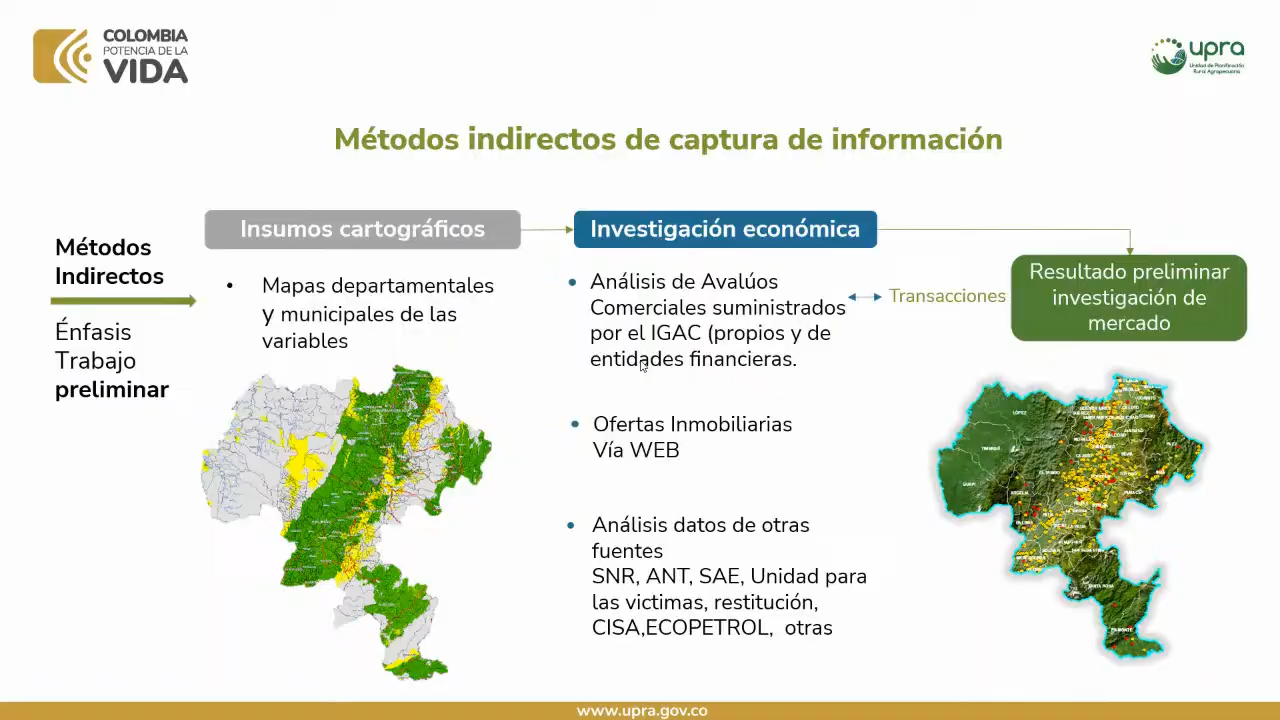 COLOMBIA
POTENCIA DE LA
VIDA
upra
Unidad de Planificación
Rural Agropecuaria
Métodos indirectos de captura de información
Métodos
Indirectos
Énfasis
Trabajo
preliminar
Insumos cartográficos
• Mapas departamentales
y municipales de las
variables
Investigación económica
• Análisis de Avalúos
Comerciales suministrados
por el IGAC (propios y de
entidades financieras.
Transacciones
• Ofertas Inmobiliarias
Vía WEB
• Análisis datos de otras
fuentes
SNR, ANT, SAE, Unidad para
las victimas, restitución,
CISA,ECOPETROL, otras
Resultado preliminar
investigación de
mercado
www.upra.gov.co